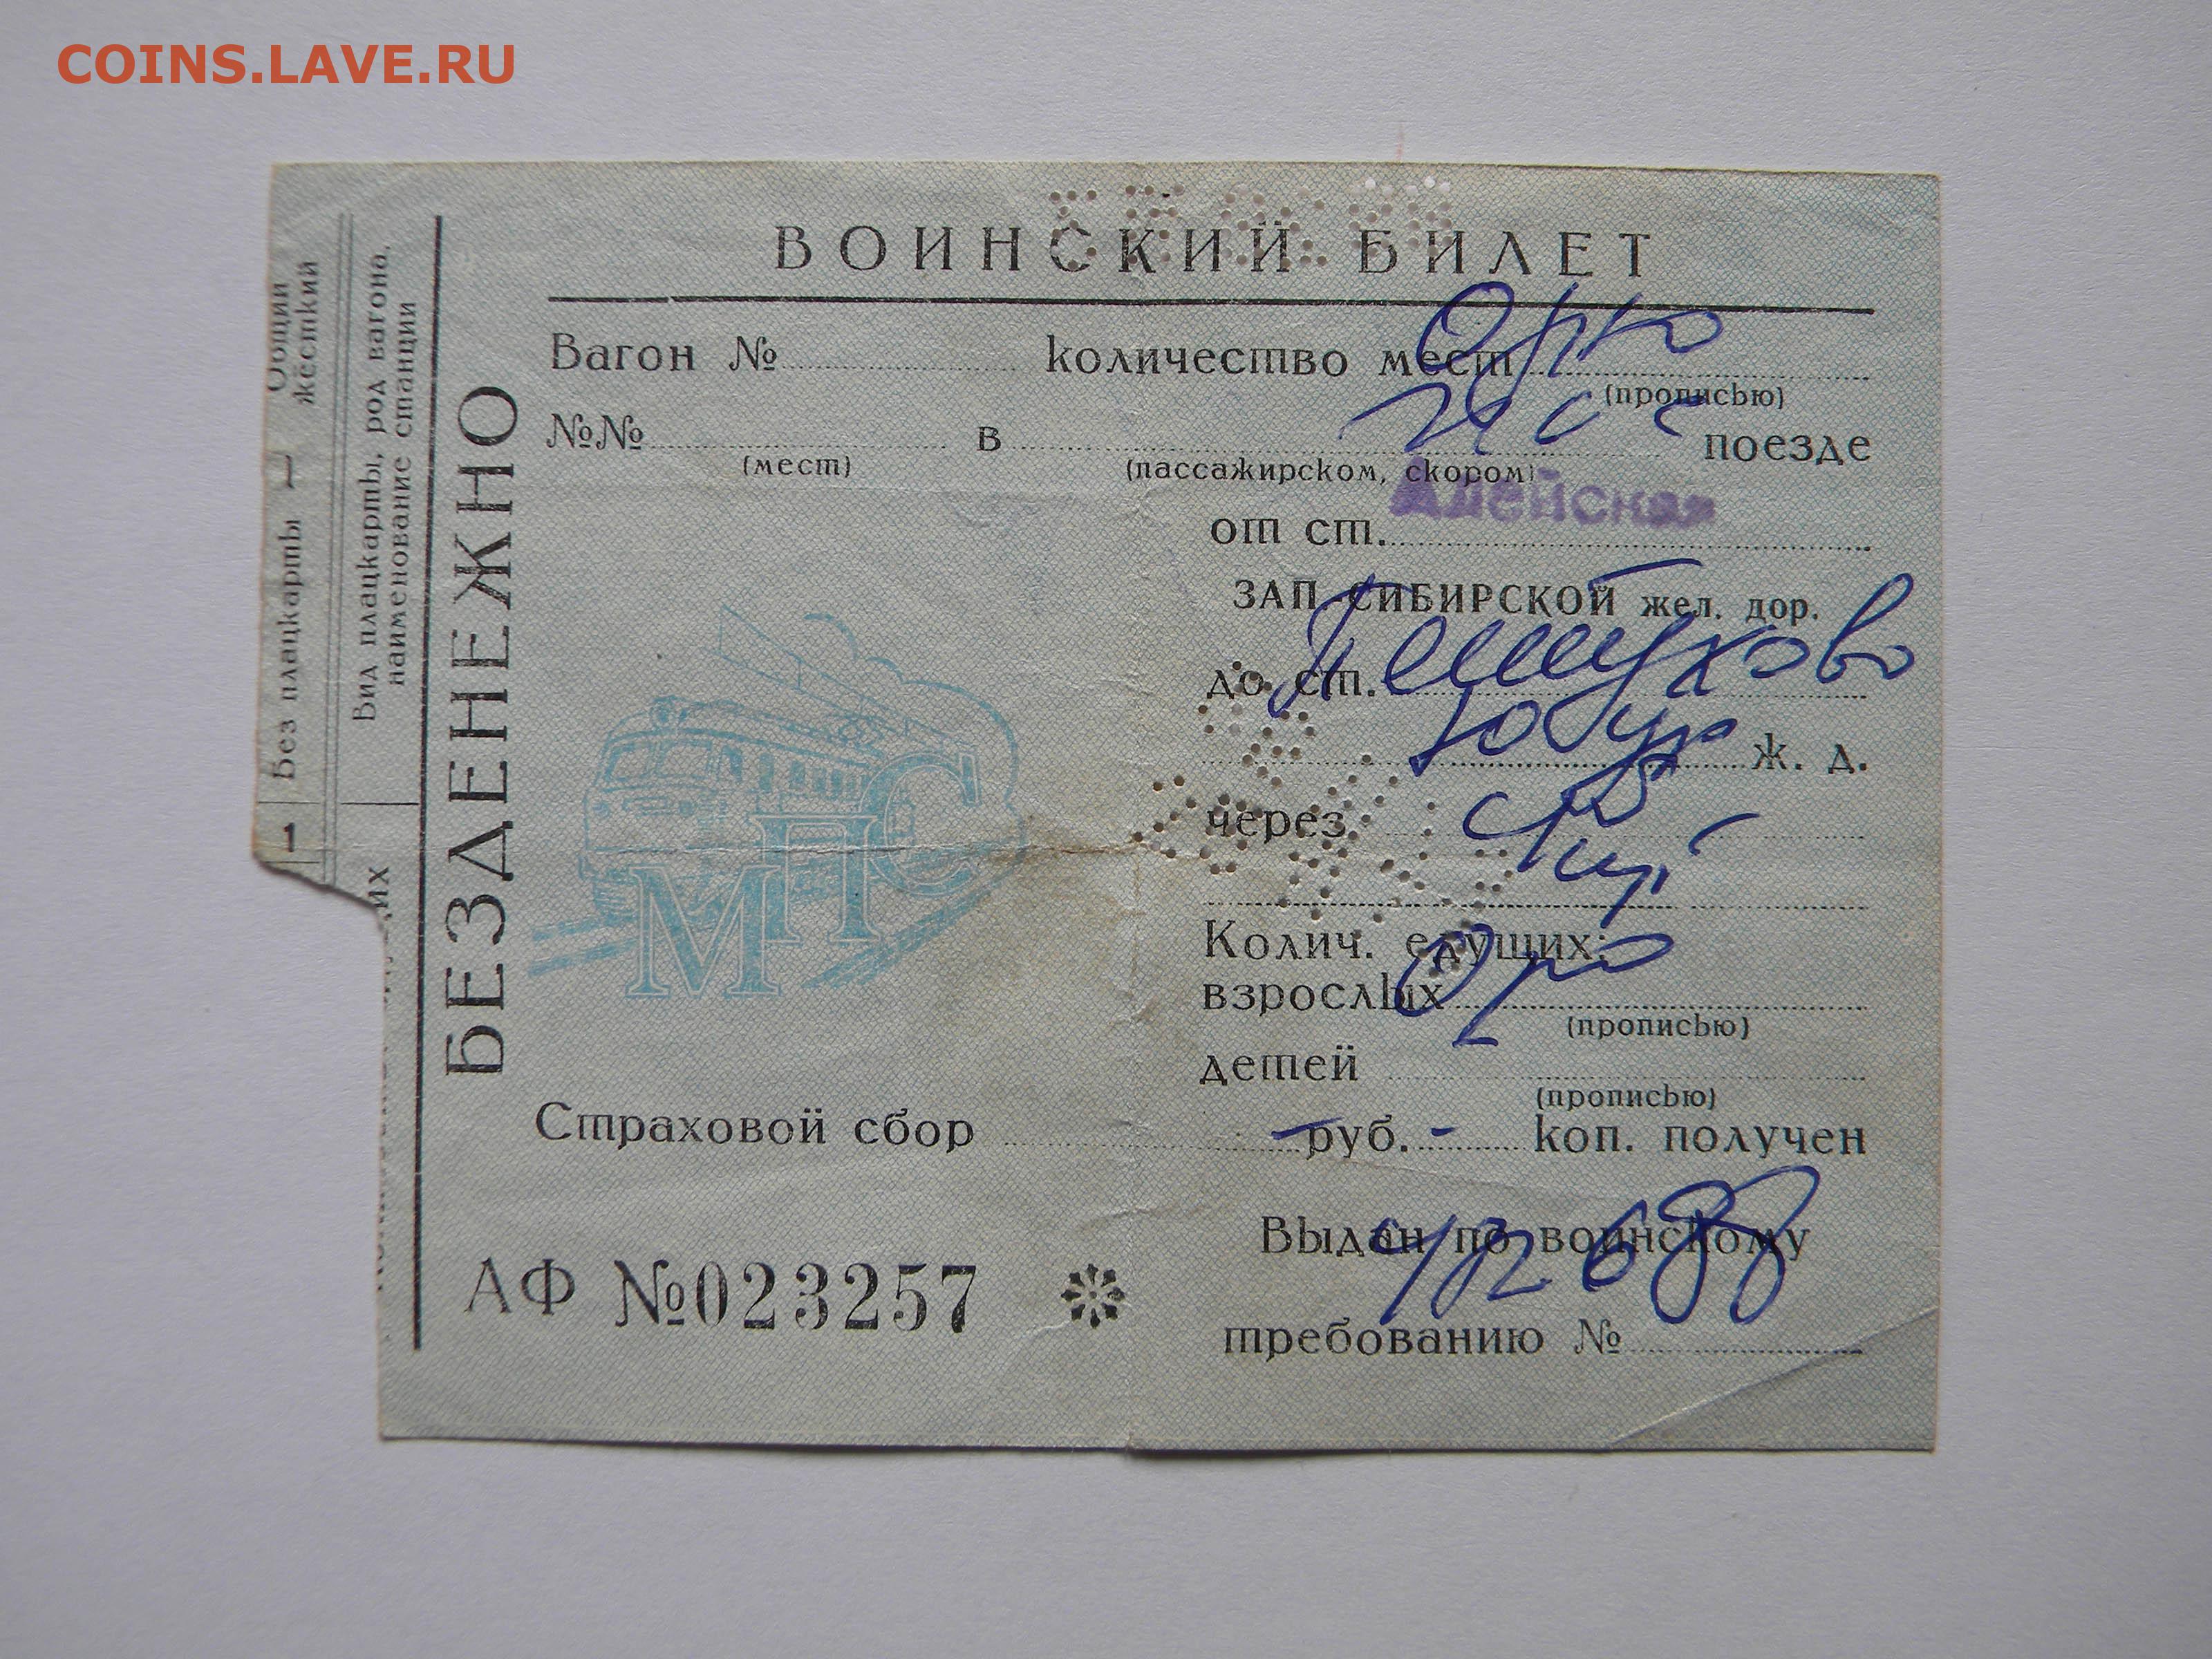 COINS.LAVE.RU
ВОИНСКИЙ БИЛЕТ
Вагон № количество мест
(прописью)
№№ в поезде
(мест) (пассажирском, скором)
от ст. Алейская
ЗАП-СИБИРСКОЙ жел. дор.
до ст. Петухово
Ю Ур ж. д.
через
Колич. едущих:
взрослых
(прописью)
детей
(прописью)
Страховой сбор - руб. - коп. получен
Выдан по воинскому
требованию №
АФ №023257
БЕЗДЕНЕЖНО
МПС
Вид плацкарты, род вагона,
наименование станции
Без плацкарты
Общий
жесткий
1